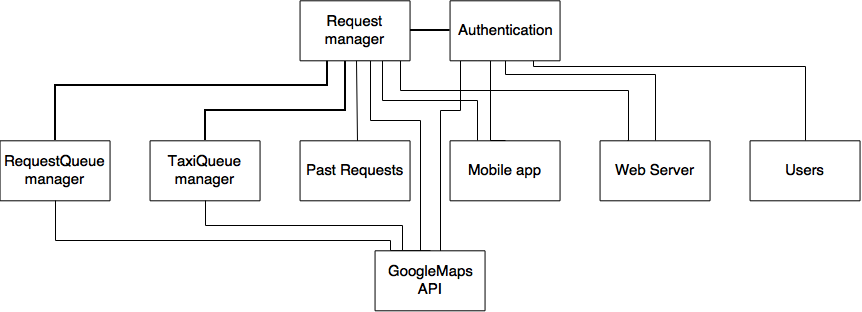 Request
manager
Authentication
RequestQueue
manager
TaxiQueue
manager
Past Requests
Mobile app
Web Server
Users
GoogleMaps
API